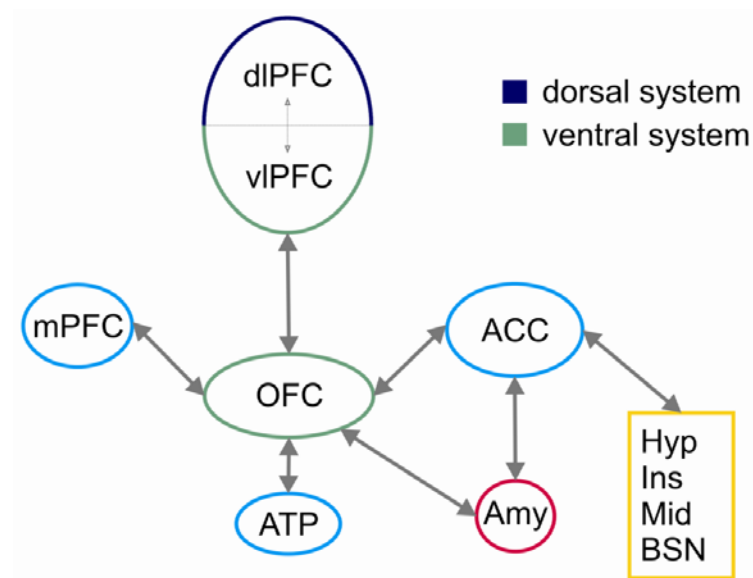 dlPFC
dorsal system
ventral system
vlPFC
mPFC
ACC
OFC
Hyp
Ins
Mid
BSN
ATP
Amy